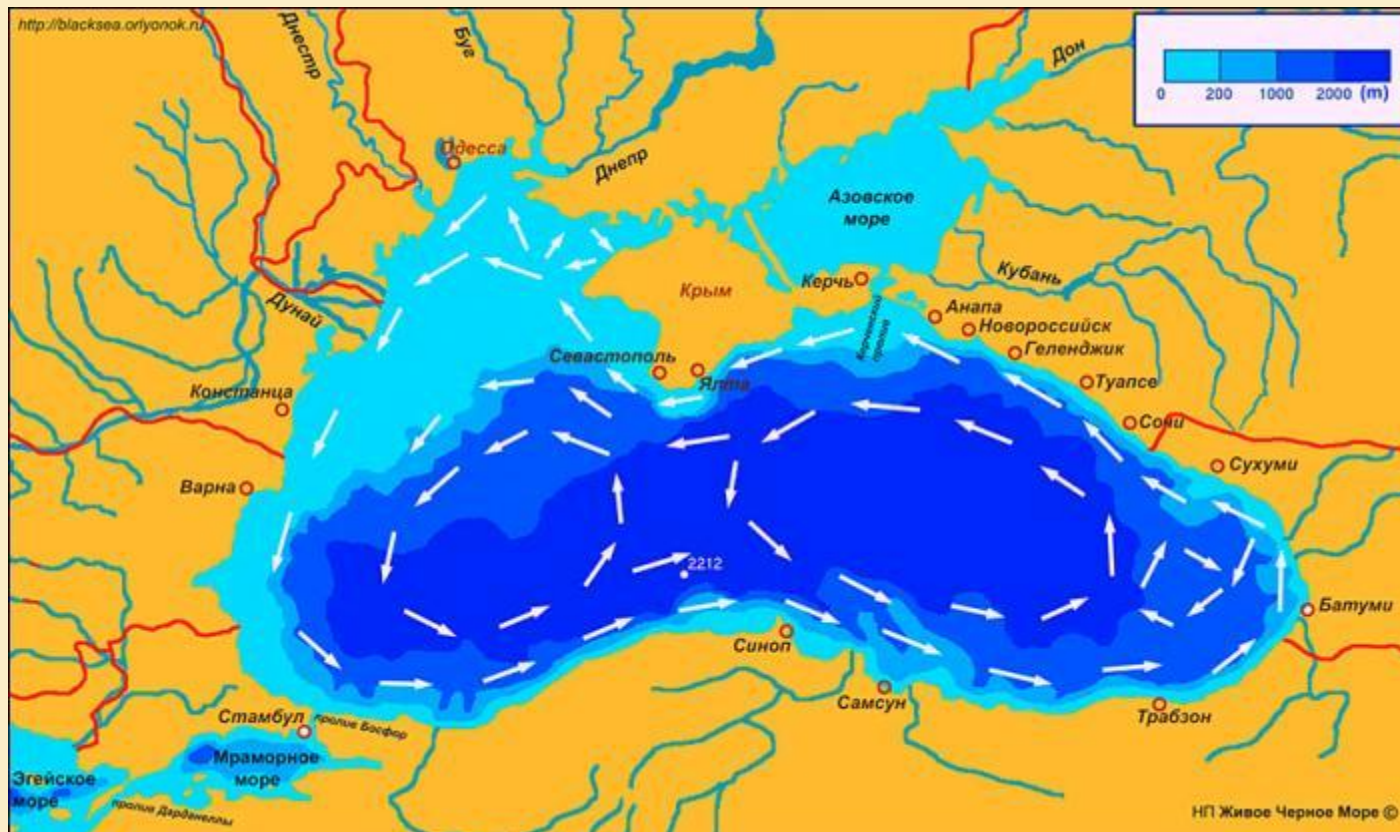 http://blacksea.orlyonok.ru
Днестр
Буг
Дон
0 200 1000 2000 (m)
Одесса
Днепр
Азовское
море
Дунай
Крым
Керчь
Керченский
пролив
Кубань
Анапа
Новороссийск
Геленджик
Севастополь
Ялта
Туапсе
Констанца
Сочи
Сухуми
Варна
2212
Батуми
Синоп
Самсун
Трабзон
Стамбул
пролив Босфор
Мраморное
море
Эгейское
море
пролив Дарданеллы
НП Живое Черное Море ©